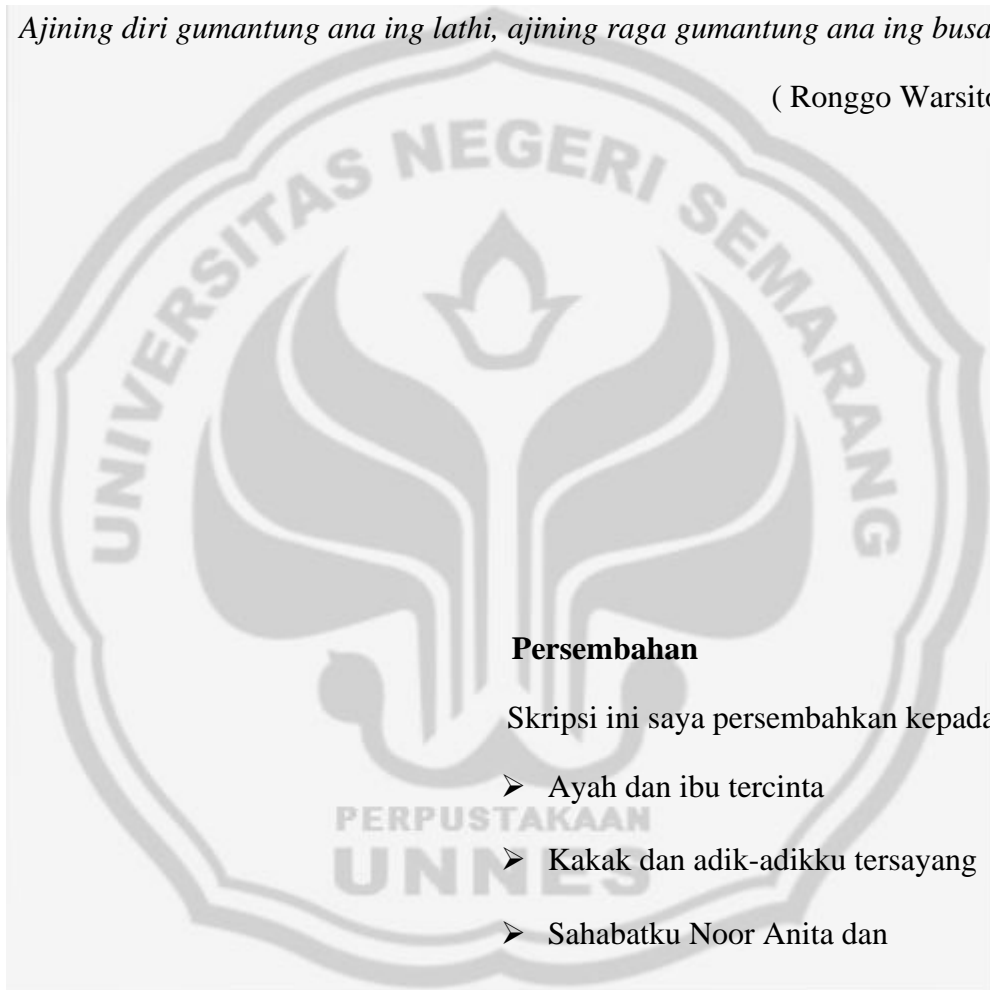 Ajining diri gumantung ana ing lathi, ajining raga gumantung ana ing busa
( Ronggo Warsito
UNIVERSITAS NEGERI SEMARANG
Persembahan
Skripsi ini saya persembahkan kepada
➢ Ayah dan ibu tercinta
PERPUSTAKAAN
➢ Kakak dan adik-adikku tersayang
UNNES
➢ Sahabatku Noor Anita dan